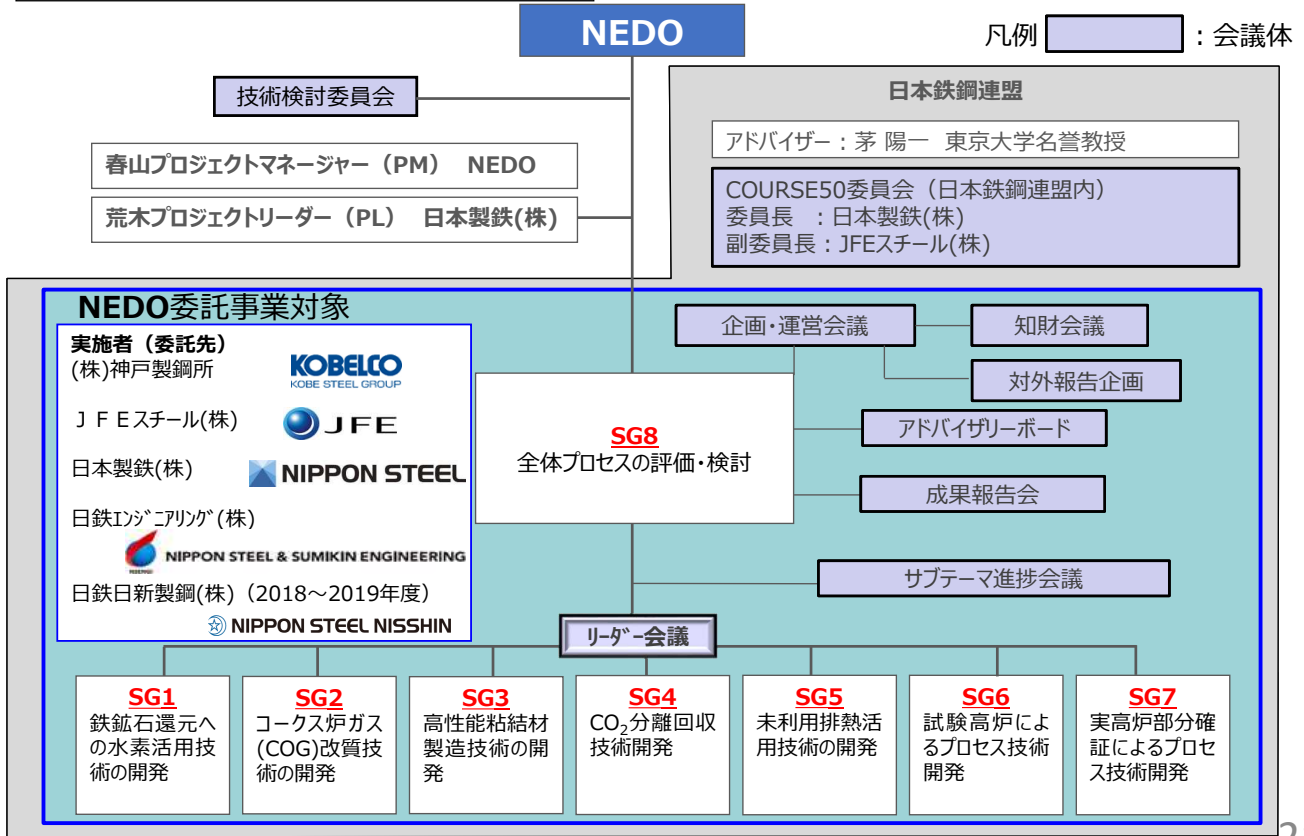 NEDO
凡例
：会議体
技術検討委員会
春山プロジェクトマネージャー（PM） NEDO
荒木プロジェクトリーダー（PL） 日本製鉄(株)
日本鉄鋼連盟
アドバイザー：茅 陽一 東京大学名誉教授
COURSE50委員会（日本鉄鋼連盟内）
委員長 ：日本製鉄(株)
副委員長：JFEスチール(株)
NEDO委託事業対象
実施者（委託先）
(株)神戸製鋼所
KOBELCO
KOBE STEEL GROUP
ＪＦＥスチール(株)
JFE
日本製鉄(株)
NIPPON STEEL
日鉄ｴﾝｼﾞﾆｱﾘﾝｸﾞ(株)
NIPPON STEEL & SUMIKIN ENGINEERING
日鉄日新製鋼(株)（2018～2019年度）
NIPPON STEEL NISSHIN
企画・運営会議
知財会議
対外報告企画
アドバイザリーボード
成果報告会
サブテーマ進捗会議
SG8
全体プロセスの評価・検討
ﾘｰﾀﾞｰ会議
SG1
鉄鉱石還元へ
の水素活用技
術の開発
SG2
コークス炉ガス
(COG)改質技
術の開発
SG3
高性能粘結材
製造技術の開
発
SG4
CO₂分離回収
技術開発
SG5
未利用排熱活
用技術の開発
SG6
試験高炉によ
るプロセス技術
開発
SG7
実高炉部分確
証によるプロセ
ス技術開発
2